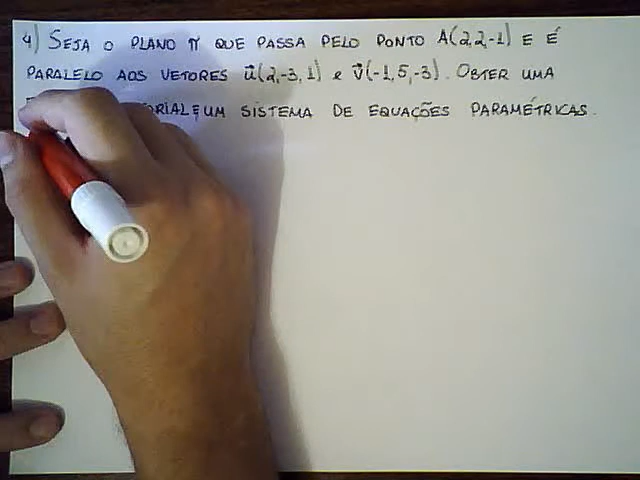 4) SEJA O PLANO π QUE PASSA PELO PONTO A(2,2,-1) E É
PARALELO AOS VETORES u⃗(2,-3,1) e v⃗(-1,5,-3). OBTER UMA
UM SISTEMA DE EQUAÇÕES PARAMÉTRICAS.